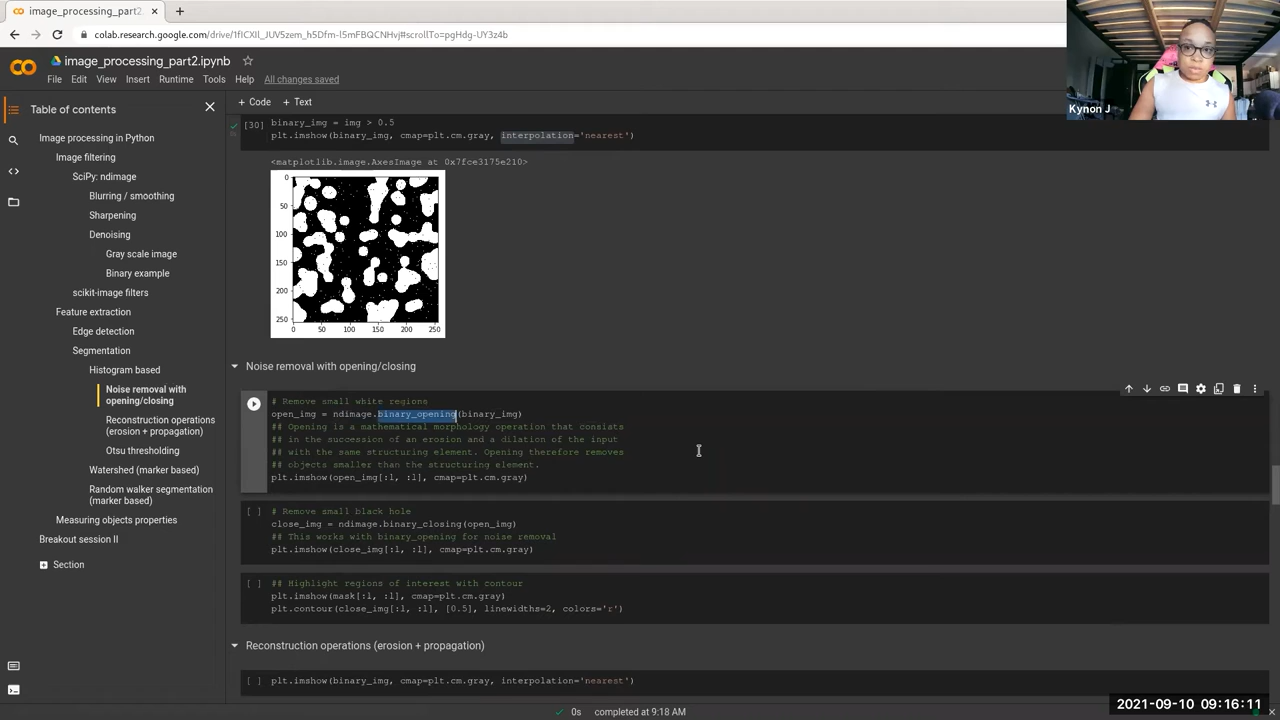 image_processing_part2.ipynb
colab.research.google.com/drive/1fICXIl_JUV5zem_h5Dfm-l5mFBQCNHvj#scrollTo=pgHdg-UY3z4b
image_processing_part2.ipynb
File Edit View Insert Runtime Tools Help All changes saved
Kynon J
Table of contents
Image processing in Python
Image filtering
SciPy: ndimage
Blurring / smoothing
Sharpening
Denoising
Gray scale image
Binary example
scikit-image filters
Feature extraction
Edge detection
Segmentation
Histogram based
Noise removal with
opening/closing
Reconstruction operations
(erosion + propagation)
Otsu thresholding
Watershed (marker based)
Random walker segmentation
(marker based)
Measuring objects properties
Breakout session II
Section
+ Code + Text
[30] binary_img = img > 0.5
plt.imshow(binary_img, cmap=plt.cm.gray, interpolation='nearest')
<matplotlib.image.AxesImage at 0x7fce3175e210>
0
50
100
150
200
250
0 50 100 150 200 250
Noise removal with opening/closing
# Remove small white regions
open_img = ndimage.binary_opening(binary_img)
## Opening is a mathematical morphology operation that consists
## in the succession of an erosion and a dilation of the input
## with the same structuring element. Opening therefore removes
## objects smaller than the structuring element.
plt.imshow(open_img[:l, :l], cmap=plt.cm.gray)
[ ] # Remove small black hole
close_img = ndimage.binary_closing(open_img)
## This works with binary_opening for noise removal
plt.imshow(close_img[:l, :l], cmap=plt.cm.gray)
[ ] ## Highlight regions of interest with contour
plt.imshow(mask[:l, :l], cmap=plt.cm.gray)
plt.contour(close_img[:l, :l], [0.5], linewidths=2, colors='r')
Reconstruction operations (erosion + propagation)
[ ] plt.imshow(binary_img, cmap=plt.cm.gray, interpolation='nearest')
0s completed at 9:18 AM
2021-09-10 09:16:11